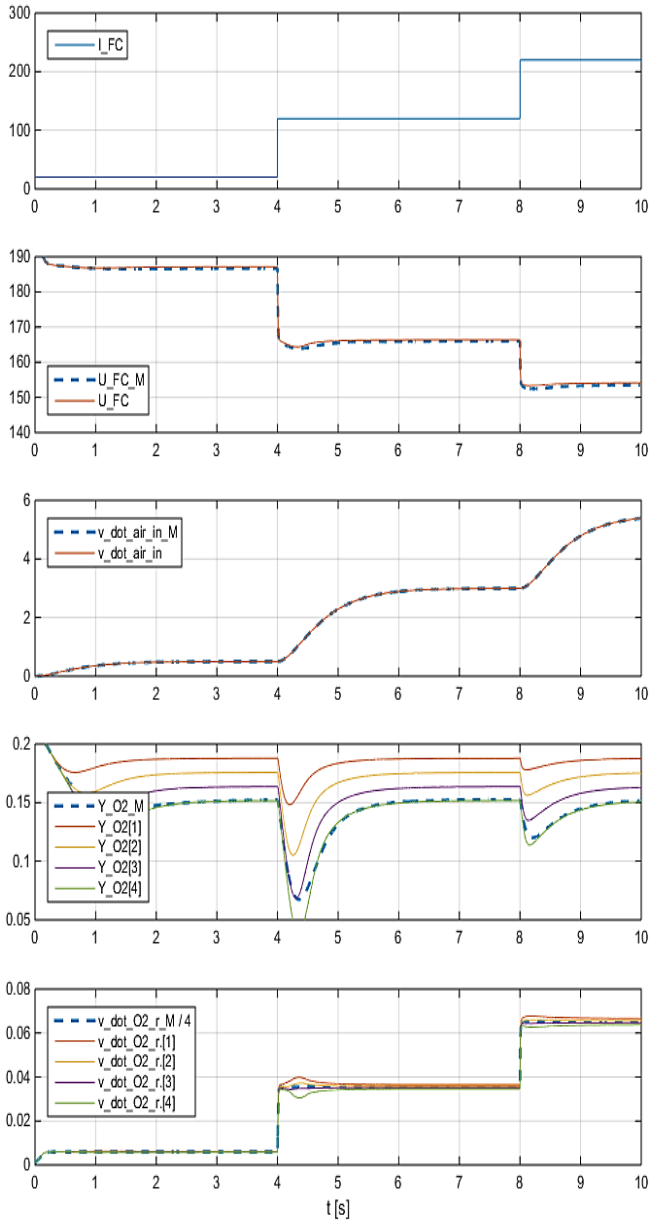 300
200
100
0
I_FC
0 1 2 3 4 5 6 7 8 9 10
190
180
170
160
150
140
U_FC_M
U_FC
0 1 2 3 4 5 6 7 8 9 10
6
4
2
0
v_dot_air_in_M
v_dot_air_in
0 1 2 3 4 5 6 7 8 9 10
0.2
0.15
0.1
0.05
Y_O2_M
Y_O2[1]
Y_O2[2]
Y_O2[3]
Y_O2[4]
0 1 2 3 4 5 6 7 8 9 10
0.08
0.06
0.04
0.02
0
v_dot_O2_r_M / 4
v_dot_O2_r.[1]
v_dot_O2_r.[2]
v_dot_O2_r.[3]
v_dot_O2_r.[4]
0 1 2 3 4 5 6 7 8 9 10
t [s]